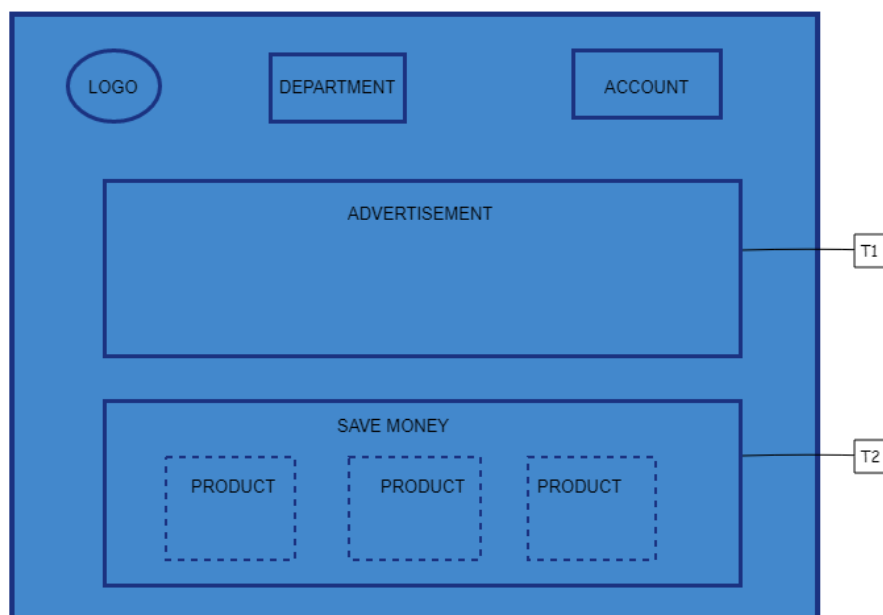 LOGO
DEPARTMENT
ACCOUNT
ADVERTISEMENT
T1
SAVE MONEY
T2
PRODUCT
PRODUCT
PRODUCT